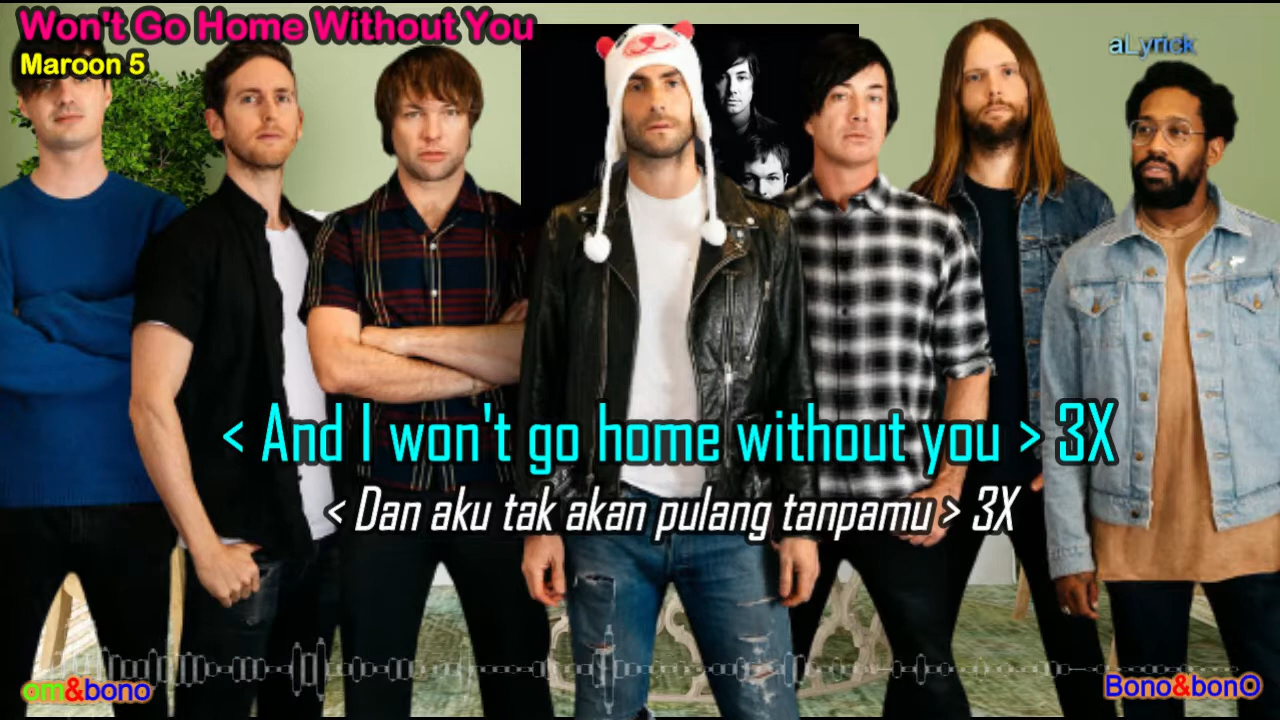 Won't Go Home Without You
Maroon 5
aLyrick
< And I won't go home without you > 3X
< Dan aku tak akan pulang tanpamu > 3X
om&bono
Bono&bonO